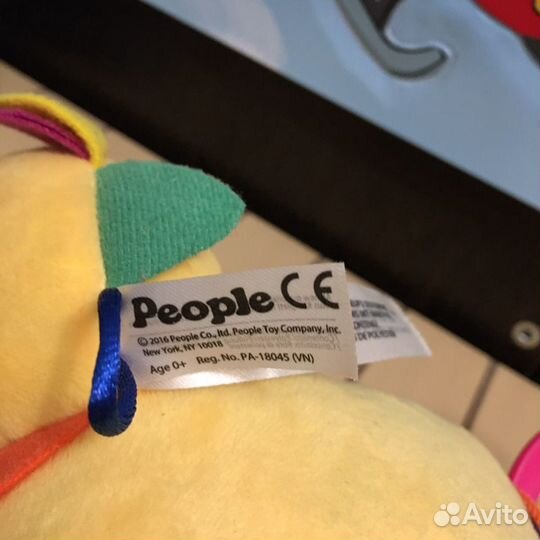 People CE
© 2016 People Co., ltd. People Toy Company, Inc.
New York, NY 10018
Age 0+ Reg. No. PA-18045 (VN)
Avito